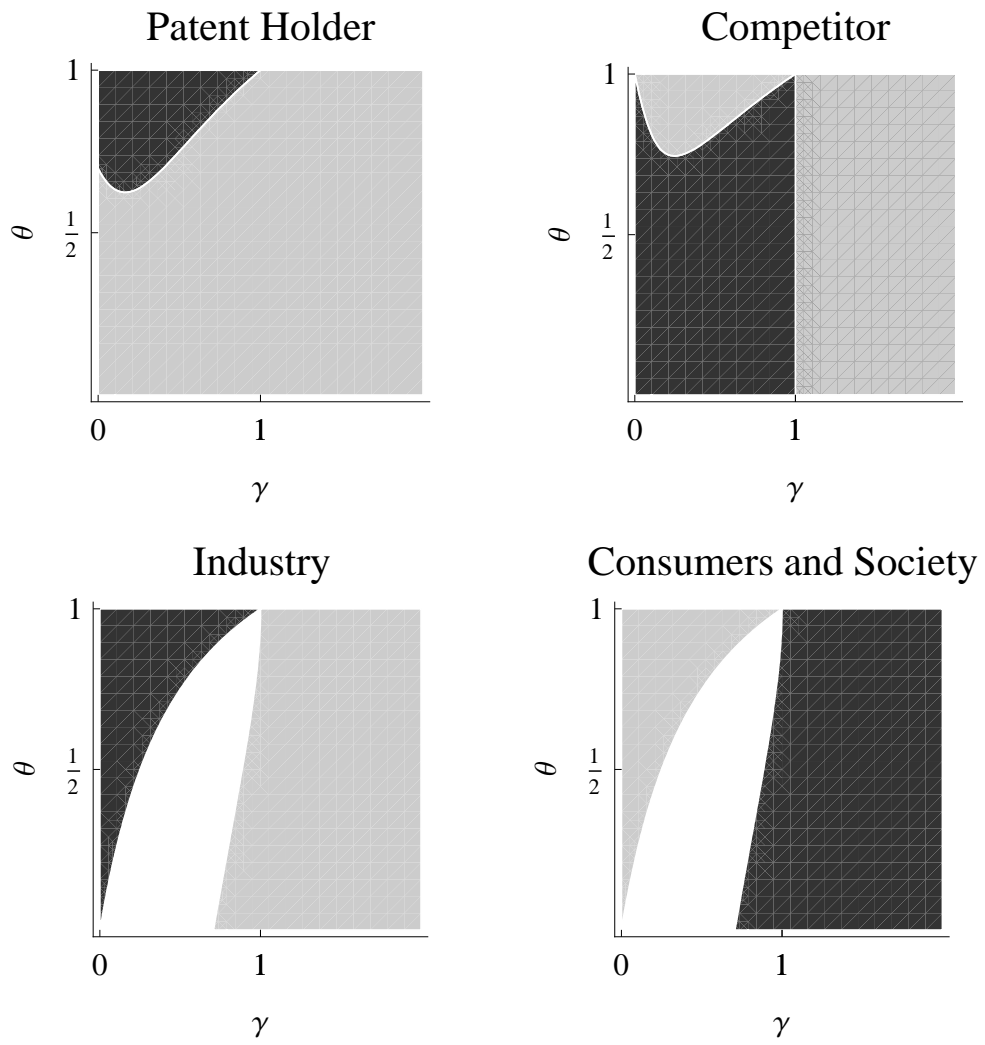 Patent Holder
1
θ
1
2
0
1
γ
Competitor
1
θ
1
2
0
1
γ
Industry
1
θ
1
2
0
1
γ
Consumers and Society
1
θ
1
2
0
1
γ